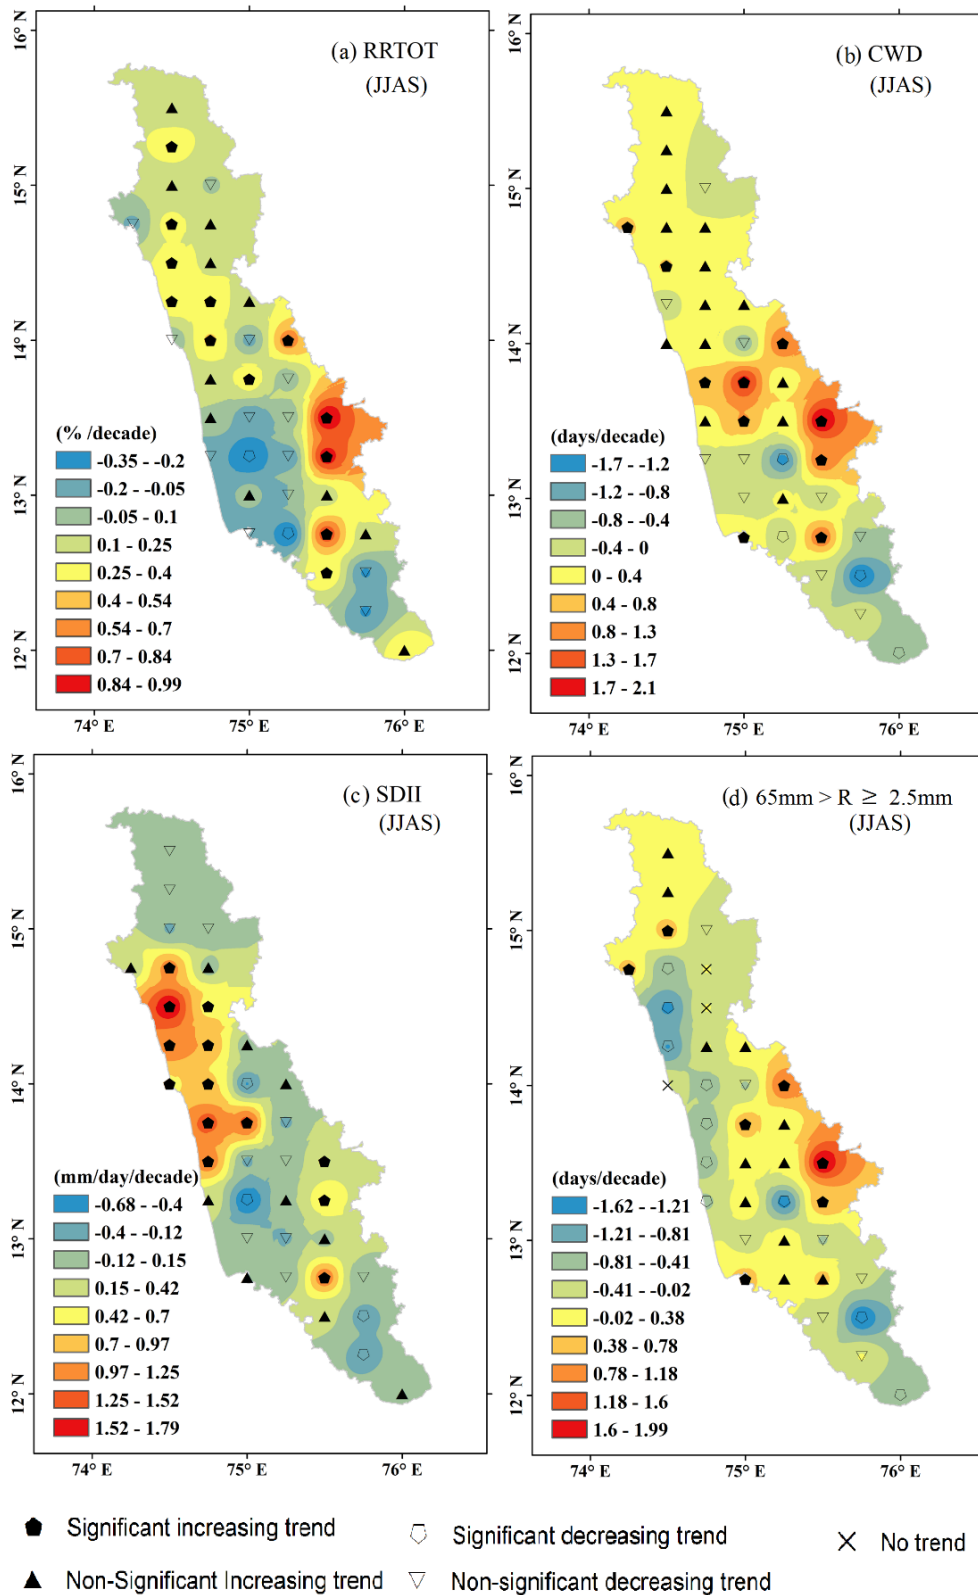 16° N
15° N
14° N
13° N
12° N
(a) RRTOT
(JJAS)
(% /decade)
-0.35 - -0.2
-0.2 - -0.05
-0.05 - 0.1
0.1 - 0.25
0.25 - 0.4
0.4 - 0.54
0.54 - 0.7
0.7 - 0.84
0.84 - 0.99
74° E
75° E
76° E
16° N
15° N
14° N
13° N
12° N
(b) CWD
(JJAS)
(days/decade)
-1.7 - -1.2
-1.2 - -0.8
-0.8 - -0.4
-0.4 - 0
0 - 0.4
0.4 - 0.8
0.8 - 1.3
1.3 - 1.7
1.7 - 2.1
74° E
75° E
76° E
16° N
15° N
14° N
13° N
12° N
(c) SDII
(JJAS)
(mm/day/decade)
-0.68 - -0.4
-0.4 - -0.12
-0.12 - 0.15
0.15 - 0.42
0.42 - 0.7
0.7 - 0.97
0.97 - 1.25
1.25 - 1.52
1.52 - 1.79
74° E
75° E
76° E
16° N
15° N
14° N
13° N
12° N
(d) 65mm > R ≥ 2.5mm
(JJAS)
(days/decade)
-1.62 - -1.21
-1.21 - -0.81
-0.81 - -0.41
-0.41 - -0.02
-0.02 - 0.38
0.38 - 0.78
0.78 - 1.18
1.18 - 1.6
1.6 - 1.99
74° E
75° E
76° E
Significant increasing trend
Significant decreasing trend
No trend
Non-Significant Increasing trend
Non-significant decreasing trend